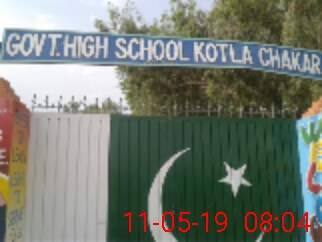 GOVT. HIGH SCHOOL KOTLA CHAKAR
11-05-19 08:04